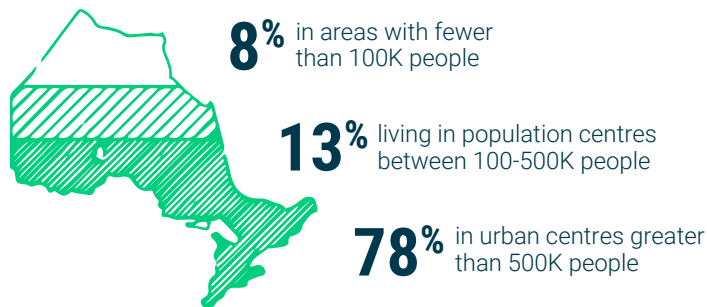 8% in areas with fewer
than 100K people
13% living in population centres
between 100-500K people
78% in urban centres greater
than 500K people